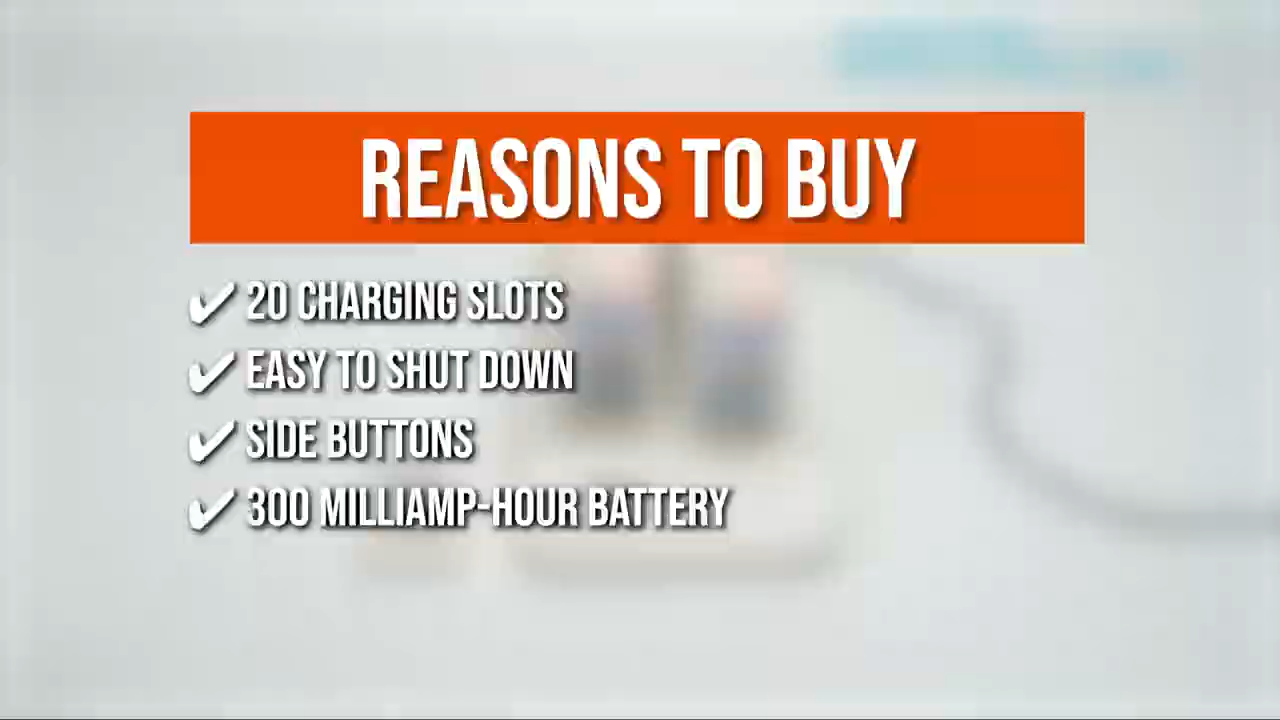 REASONS TO BUY
✔ 20 CHARGING SLOTS
✔ EASY TO SHUT DOWN
✔ SIDE BUTTONS
✔ 300 MILLIAMP-HOUR BATTERY